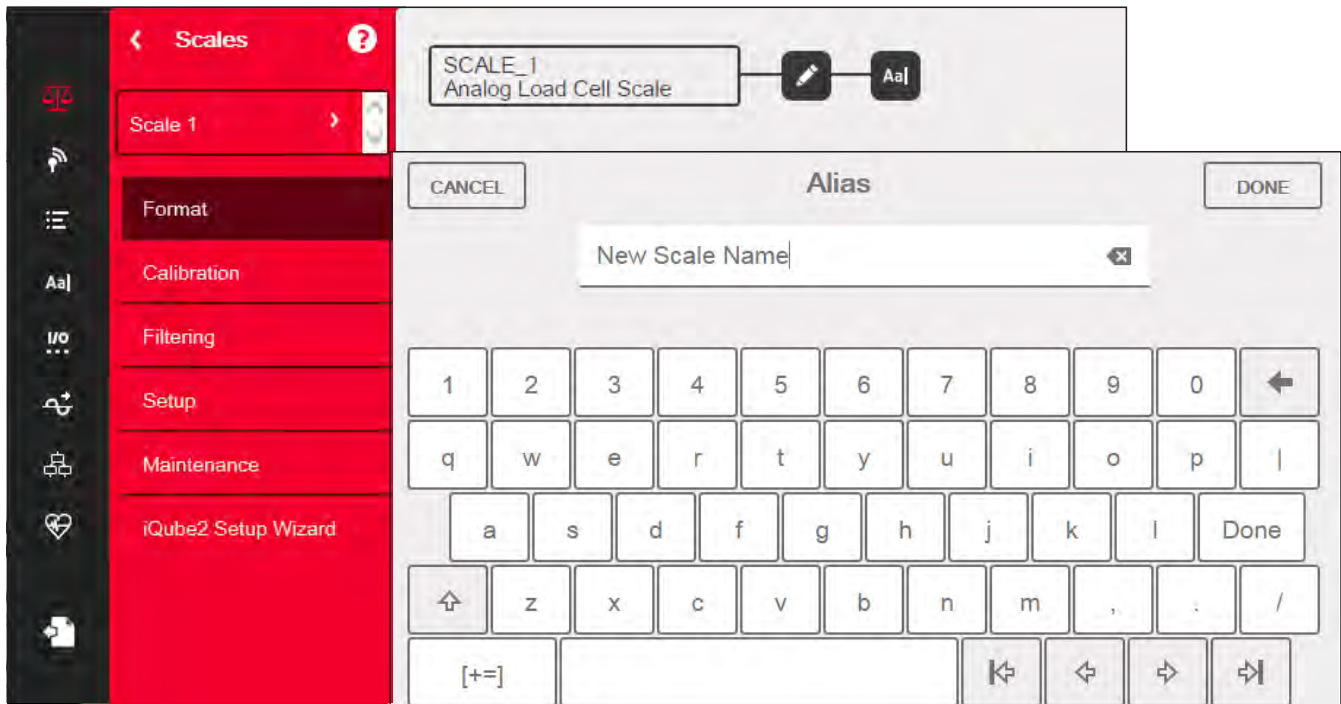 Scales ?
SCALE_1
Analog Load Cell Scale
Aa|
Scale 1
CANCEL Alias DONE
Format
New Scale Name
Calibration
Aa|
Filtering
I/O
1 2 3 4 5 6 7 8 9 0
Setup
q w e r t y u i o p |
Maintenance
a s d f g h j k l Done
iQube2 Setup Wizard
z x c v b n m , . /
[+=]